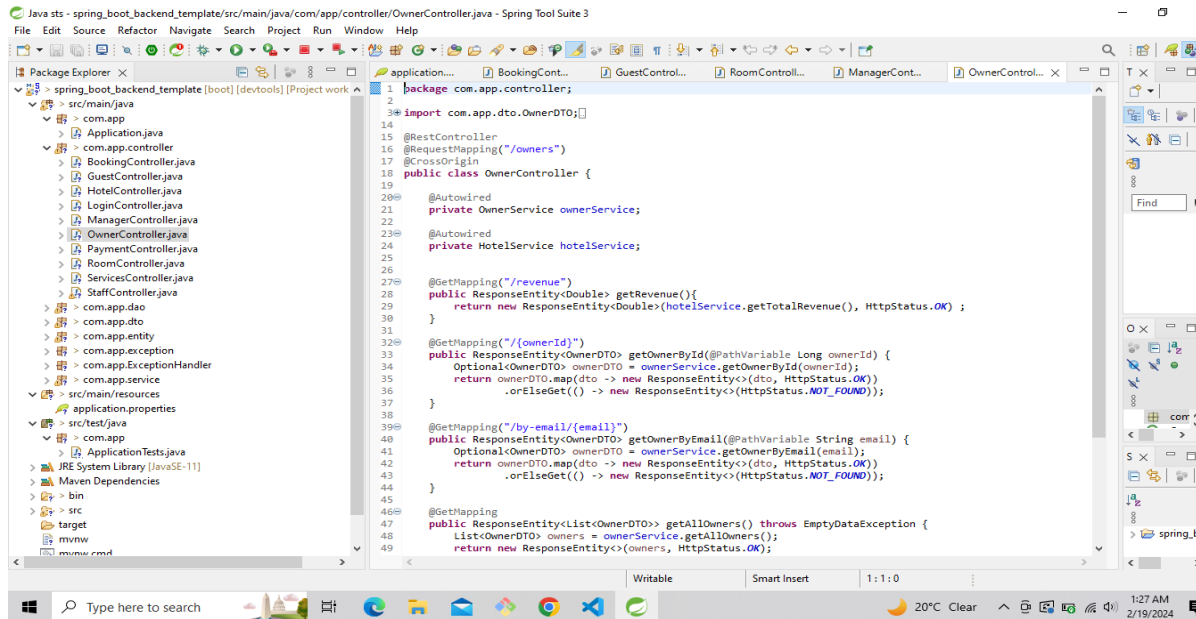 Java sts - spring_boot_backend_template/src/main/java/com/app/controller/OwnerController.java - Spring Tool Suite 3
File Edit Source Refactor Navigate Search Project Run Window Help
Package Explorer
spring_boot_backend_template [boot] [devtools] [Project work
> src/main/java
> com.app
> Application.java
> com.app.controller
> BookingController.java
> GuestController.java
> HotelController.java
> LoginController.java
> ManagerController.java
> OwnerController.java
> PaymentController.java
> RoomController.java
> ServicesController.java
> StaffController.java
> com.app.dao
> com.app.dto
> com.app.entity
> com.app.exception
> com.app.ExceptionHandler
> com.app.service
> src/main/resources
application.properties
> src/test/java
> com.app
> ApplicationTests.java
JRE System Library [JavaSE-11]
Maven Dependencies
> bin
> src
target
mvnw
mvnw.cmd
application.... BookingCont... GuestControl... RoomControll... ManagerCont... OwnerControl...
1 package com.app.controller;
2
3 import com.app.dto.OwnerDTO;
14
15 @RestController
16 @RequestMapping("/owners")
17 @CrossOrigin
18 public class OwnerController {
19
20 @Autowired
21 private OwnerService ownerService;
22
23 @Autowired
24 private HotelService hotelService;
25
26
27 @GetMapping("/revenue")
28 public ResponseEntity<Double> getRevenue(){
29 return new ResponseEntity<Double>(hotelService.getTotalRevenue(), HttpStatus.OK) ;
30 }
31
32 @GetMapping("/{ownerId}")
33 public ResponseEntity<OwnerDTO> getOwnerById(@PathVariable Long ownerId) {
34 Optional<OwnerDTO> ownerDTO = ownerService.getOwnerById(ownerId);
35 return ownerDTO.map(dto -> new ResponseEntity<>(dto, HttpStatus.OK))
36 .orElseGet(() -> new ResponseEntity<>(HttpStatus.NOT_FOUND));
37 }
38
39 @GetMapping("/by-email/{email}")
40 public ResponseEntity<OwnerDTO> getOwnerByEmail(@PathVariable String email) {
41 Optional<OwnerDTO> ownerDTO = ownerService.getOwnerByEmail(email);
42 return ownerDTO.map(dto -> new ResponseEntity<>(dto, HttpStatus.OK))
43 .orElseGet(() -> new ResponseEntity<>(HttpStatus.NOT_FOUND));
44 }
45
46 @GetMapping
47 public ResponseEntity<List<OwnerDTO>> getAllOwners() throws EmptyDataException {
48 List<OwnerDTO> owners = ownerService.getAllOwners();
49 return new ResponseEntity<>(owners, HttpStatus.OK);
T
Find
O
com
S
spring_b
Writable Smart Insert 1 : 1 : 0
Type here to search
20°C Clear
1:27 AM
2/19/2024